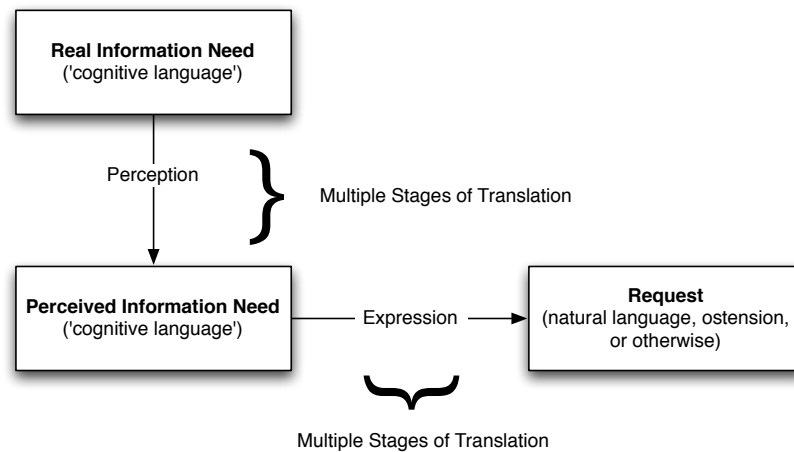 Real Information Need
('cognitive language')
Perception
Multiple Stages of Translation
Perceived Information Need
('cognitive language')
Expression
Request
(natural language, ostension,
or otherwise)
Multiple Stages of Translation